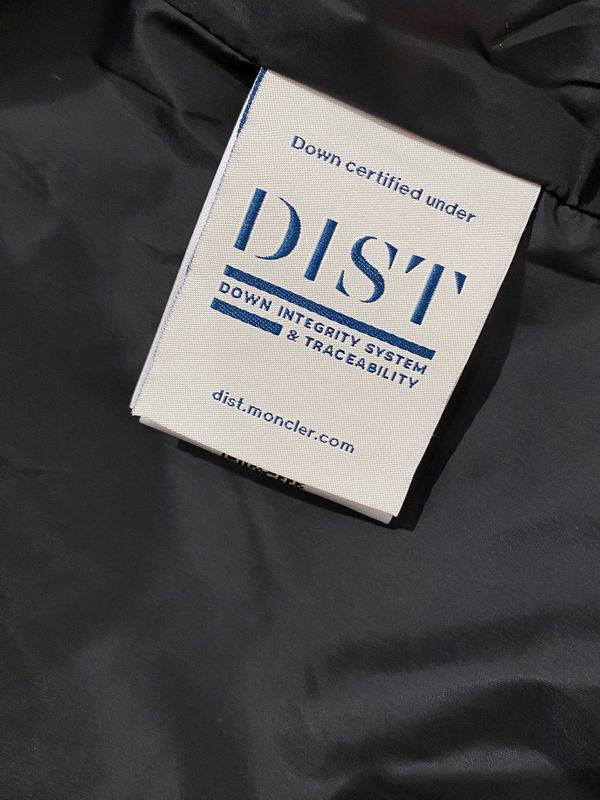 Down certified under
DIST
DOWN INTEGRITY SYSTEM
& TRACEABILITY
dist.moncler.com